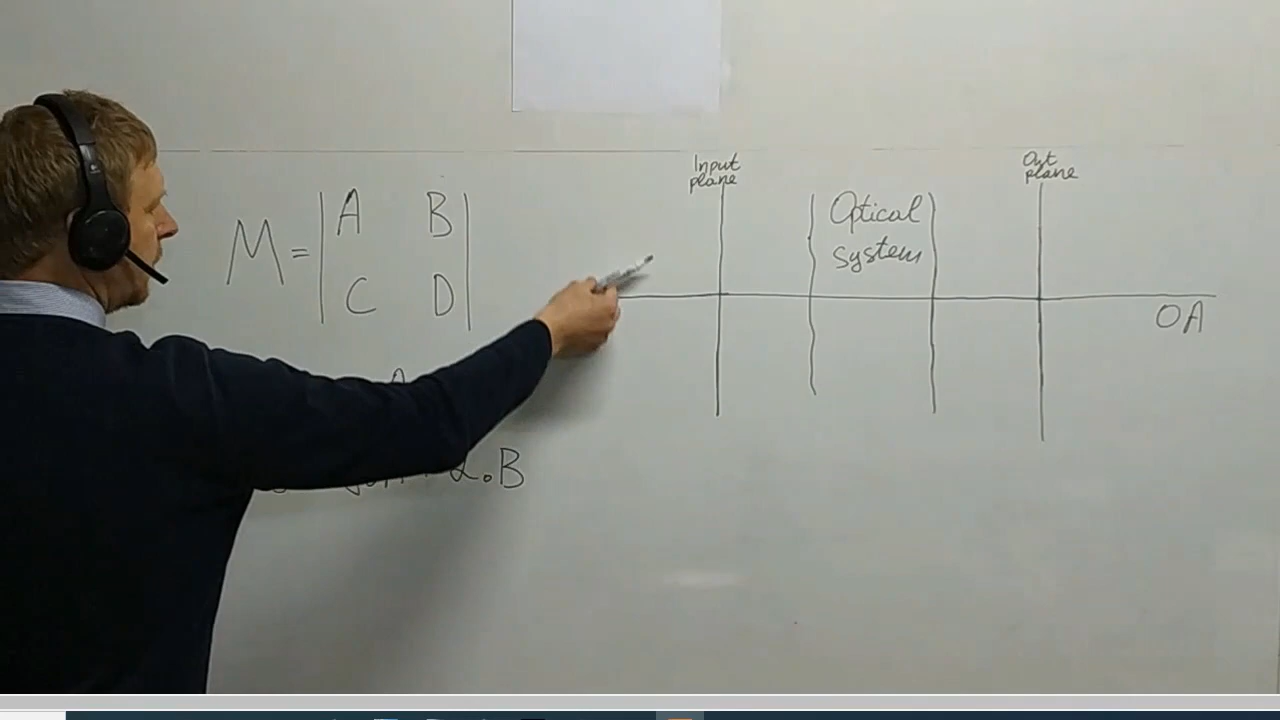 Input
plane
Out
plane
M = | A B |
| C D |
Optical
system
OA
B